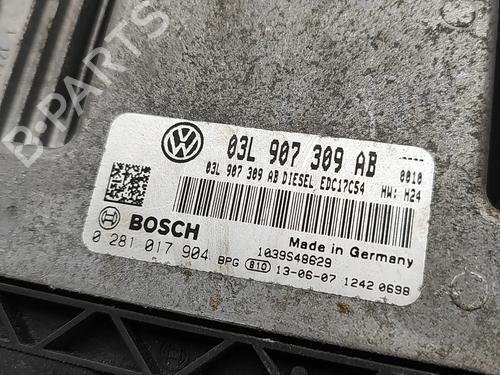 B-PARTS
VW 03L 907 309 AB ----
03L 907 309 AB DIESEL EDC17C54 0010
HW: H24
Made in Germany
BOSCH 1039S48629
0 281 017 904 BPG 810 13-06-07 1242 0698